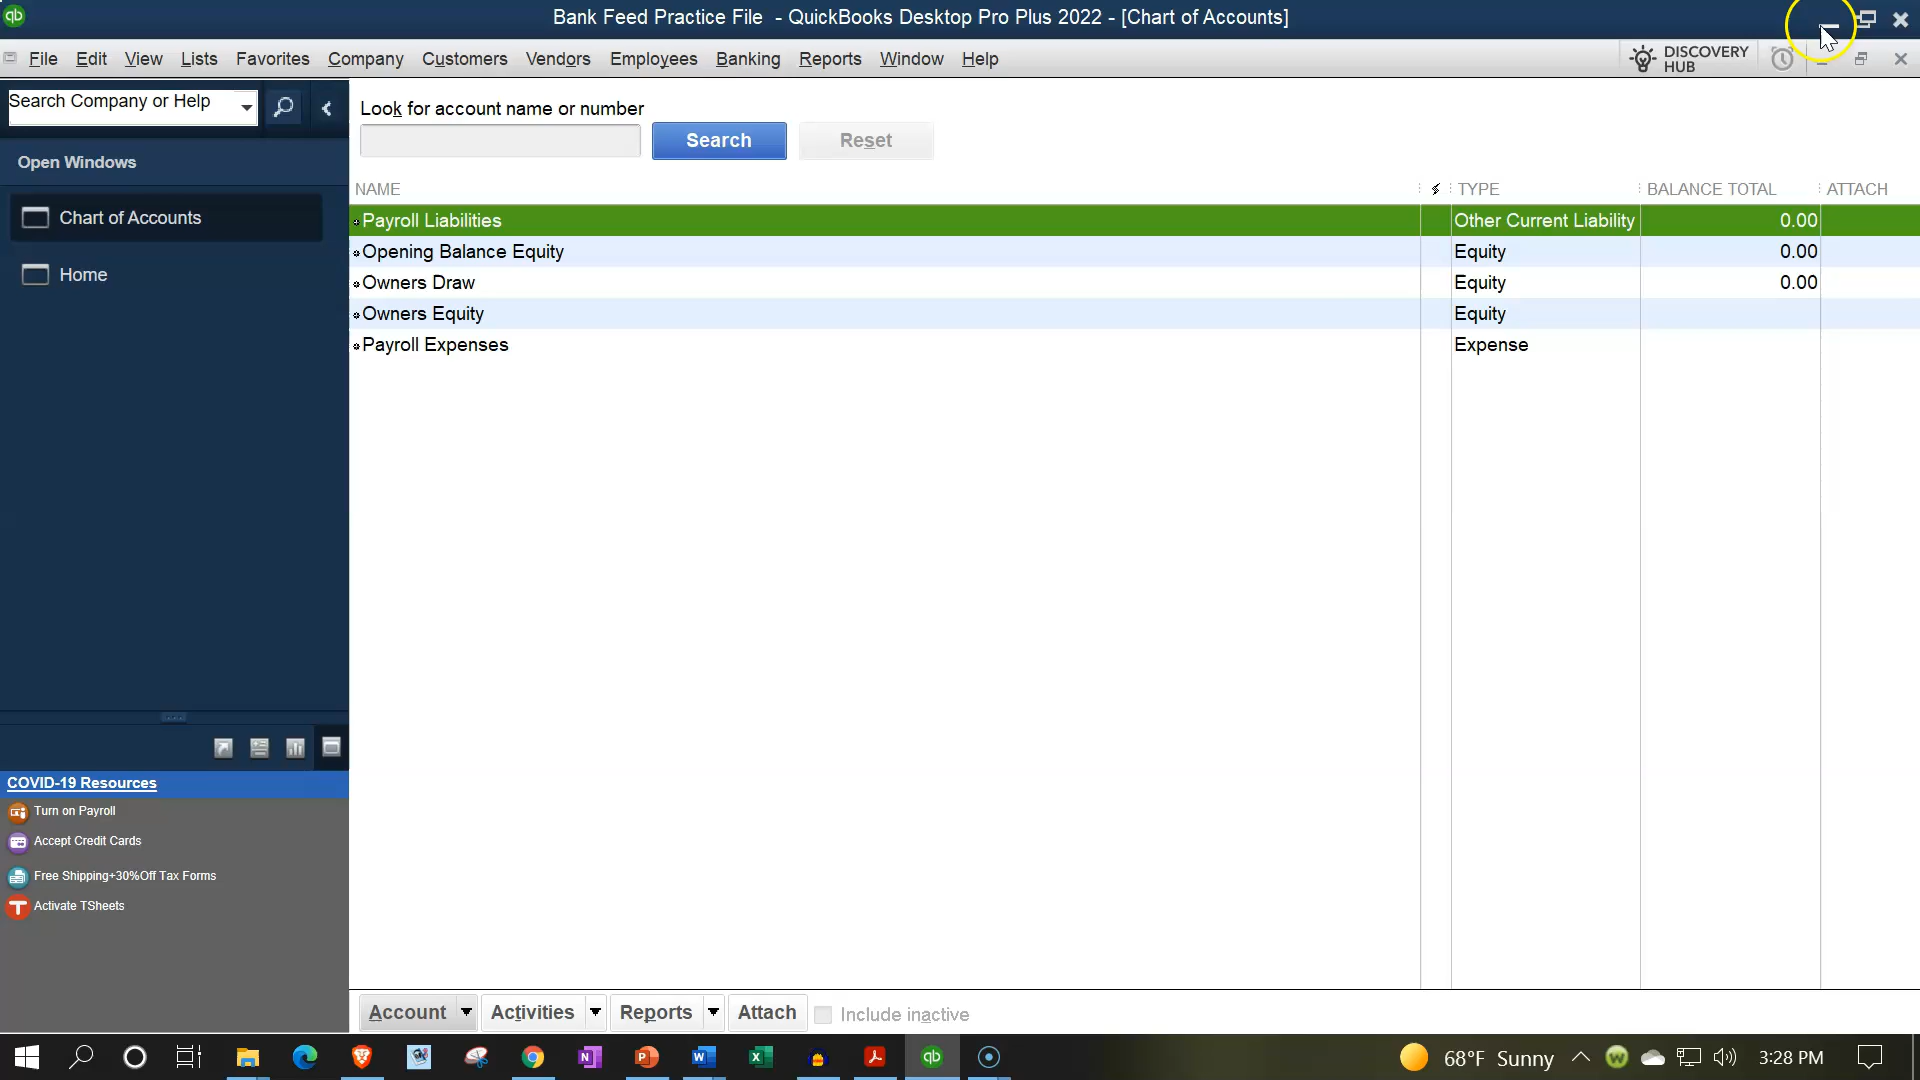 Bank Feed Practice File - QuickBooks Desktop Pro Plus 2022 - [Chart of Accounts]
File Edit View Lists Favorites Company Customers Vendors Employees Banking Reports Window Help
DISCOVERY HUB
Search Company or Help
Look for account name or number
Search Reset
Open Windows
Chart of Accounts
Home
NAME TYPE BALANCE TOTAL ATTACH
Payroll Liabilities Other Current Liability 0.00
Opening Balance Equity Equity 0.00
Owners Draw Equity 0.00
Owners Equity Equity
Payroll Expenses Expense
COVID-19 Resources
Turn on Payroll
Accept Credit Cards
Free Shipping+30%Off Tax Forms
Activate TSheets
Account Activities Reports Attach Include inactive
68°F Sunny 3:28 PM